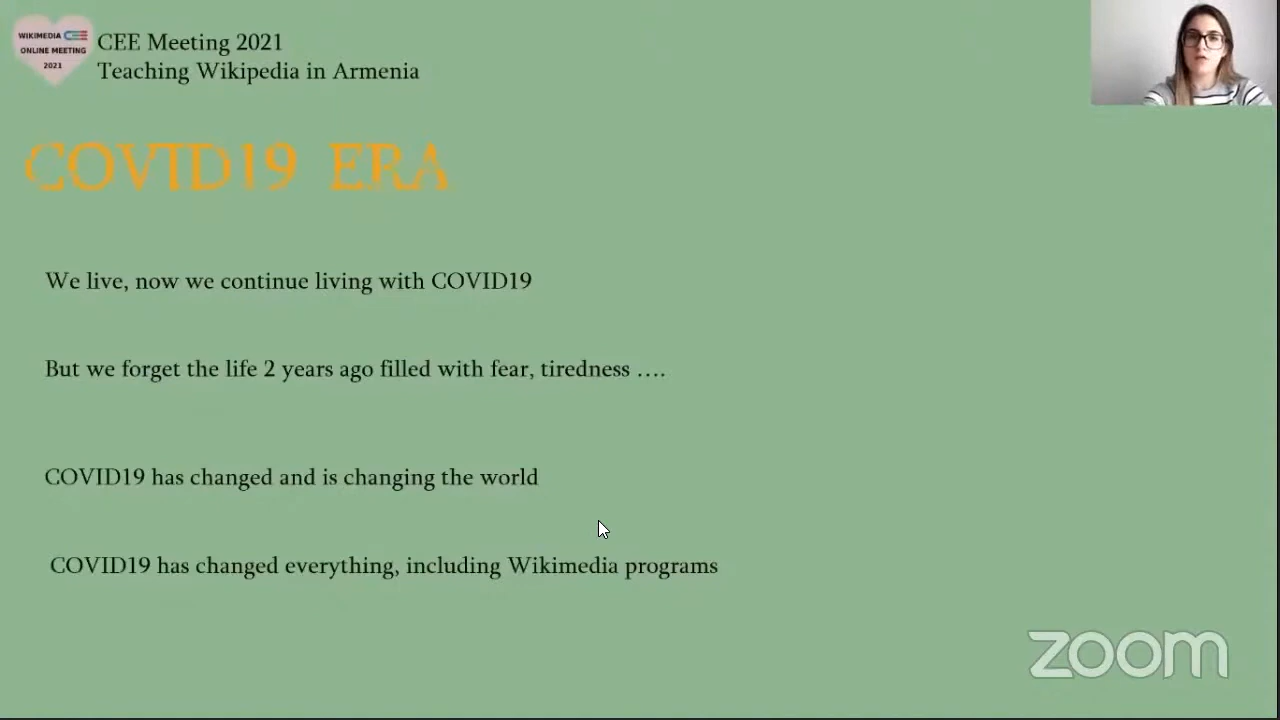 WIKIMEDIA CEE
ONLINE MEETING
2021
CEE Meeting 2021
Teaching Wikipedia in Armenia
COVID19 ERA
We live, now we continue living with COVID19
But we forget the life 2 years ago filled with fear, tiredness ....
COVID19 has changed and is changing the world
COVID19 has changed everything, including Wikimedia programs
zoom